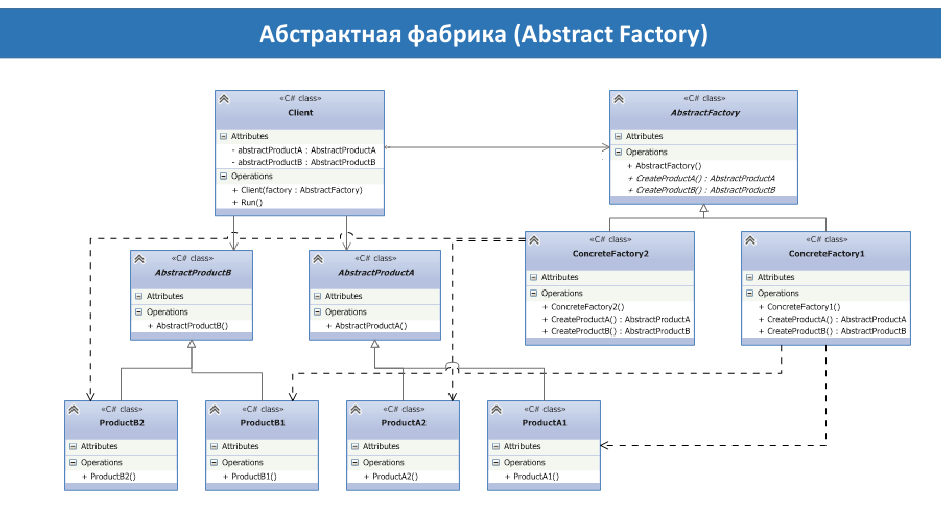 Абстрактная фабрика (Abstract Factory)
«C# class»
Client
Attributes
- abstractProductA : AbstractProductA
- abstractProductB : AbstractProductB
Operations
+ Client(factory : AbstractFactory)
+ Run()
«C# class»
AbstractFactory
Attributes
Operations
+ AbstractFactory()
+ CreateProductA() : AbstractProductA
+ CreateProductB() : AbstractProductB
«C# class»
AbstractProductB
Attributes
Operations
+ AbstractProductB()
«C# class»
AbstractProductA
Attributes
Operations
+ AbstractProductA()
«C# class»
ConcreteFactory2
Attributes
Operations
+ ConcreteFactory2()
+ CreateProductA() : AbstractProductA
+ CreateProductB() : AbstractProductB
«C# class»
ConcreteFactory1
Attributes
Operations
+ ConcreteFactory1()
+ CreateProductA() : AbstractProductA
+ CreateProductB() : AbstractProductB
«C# class»
ProductB2
Attributes
Operations
+ ProductB2()
«C# class»
ProductB1
Attributes
Operations
+ ProductB1()
«C# class»
ProductA2
Attributes
Operations
+ ProductA2()
«C# class»
ProductA1
Attributes
Operations
+ ProductA1()